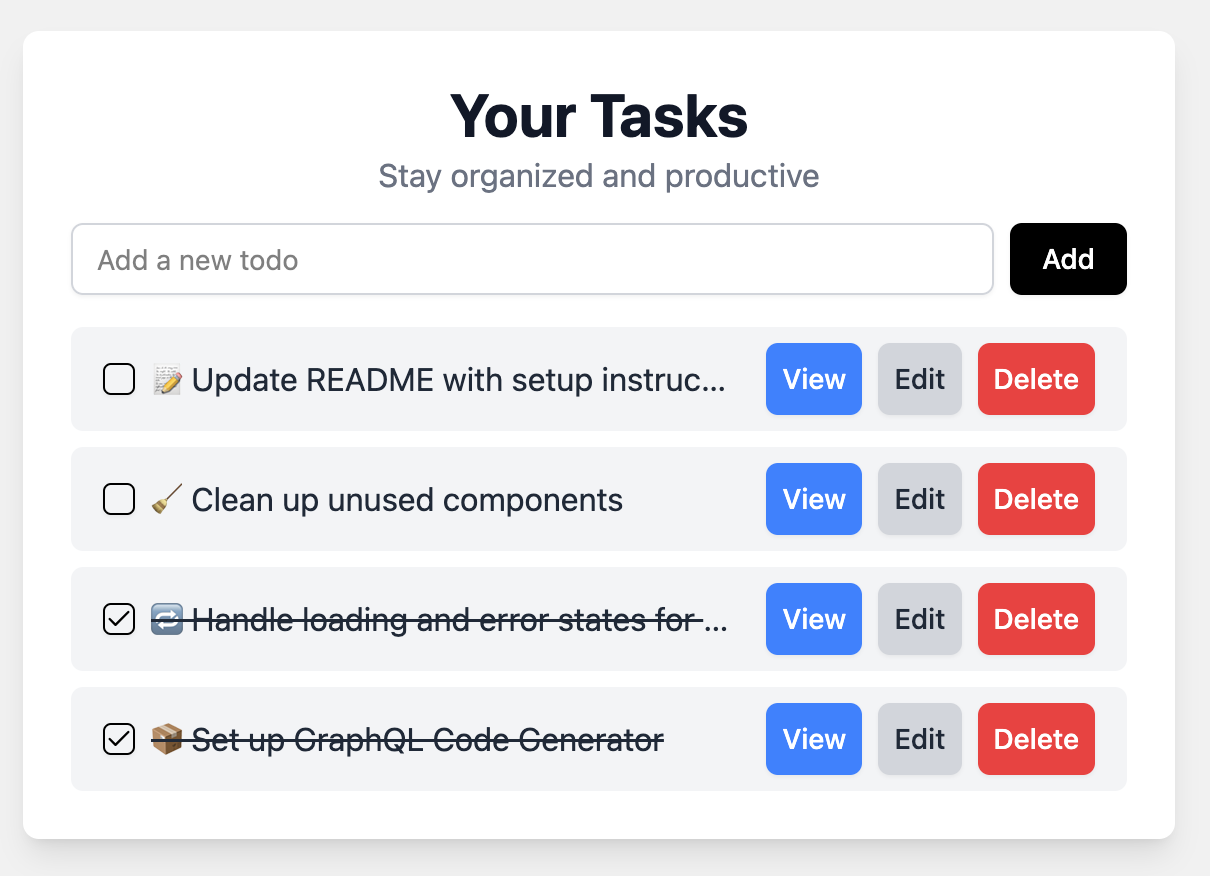 Your Tasks
Stay organized and productive
Add a new todo
Add
📝 Update README with setup instruc...
View
Edit
Delete
🧹 Clean up unused components
View
Edit
Delete
🔁 Handle loading and error states for ...
View
Edit
Delete
📦 Set up GraphQL Code Generator
View
Edit
Delete